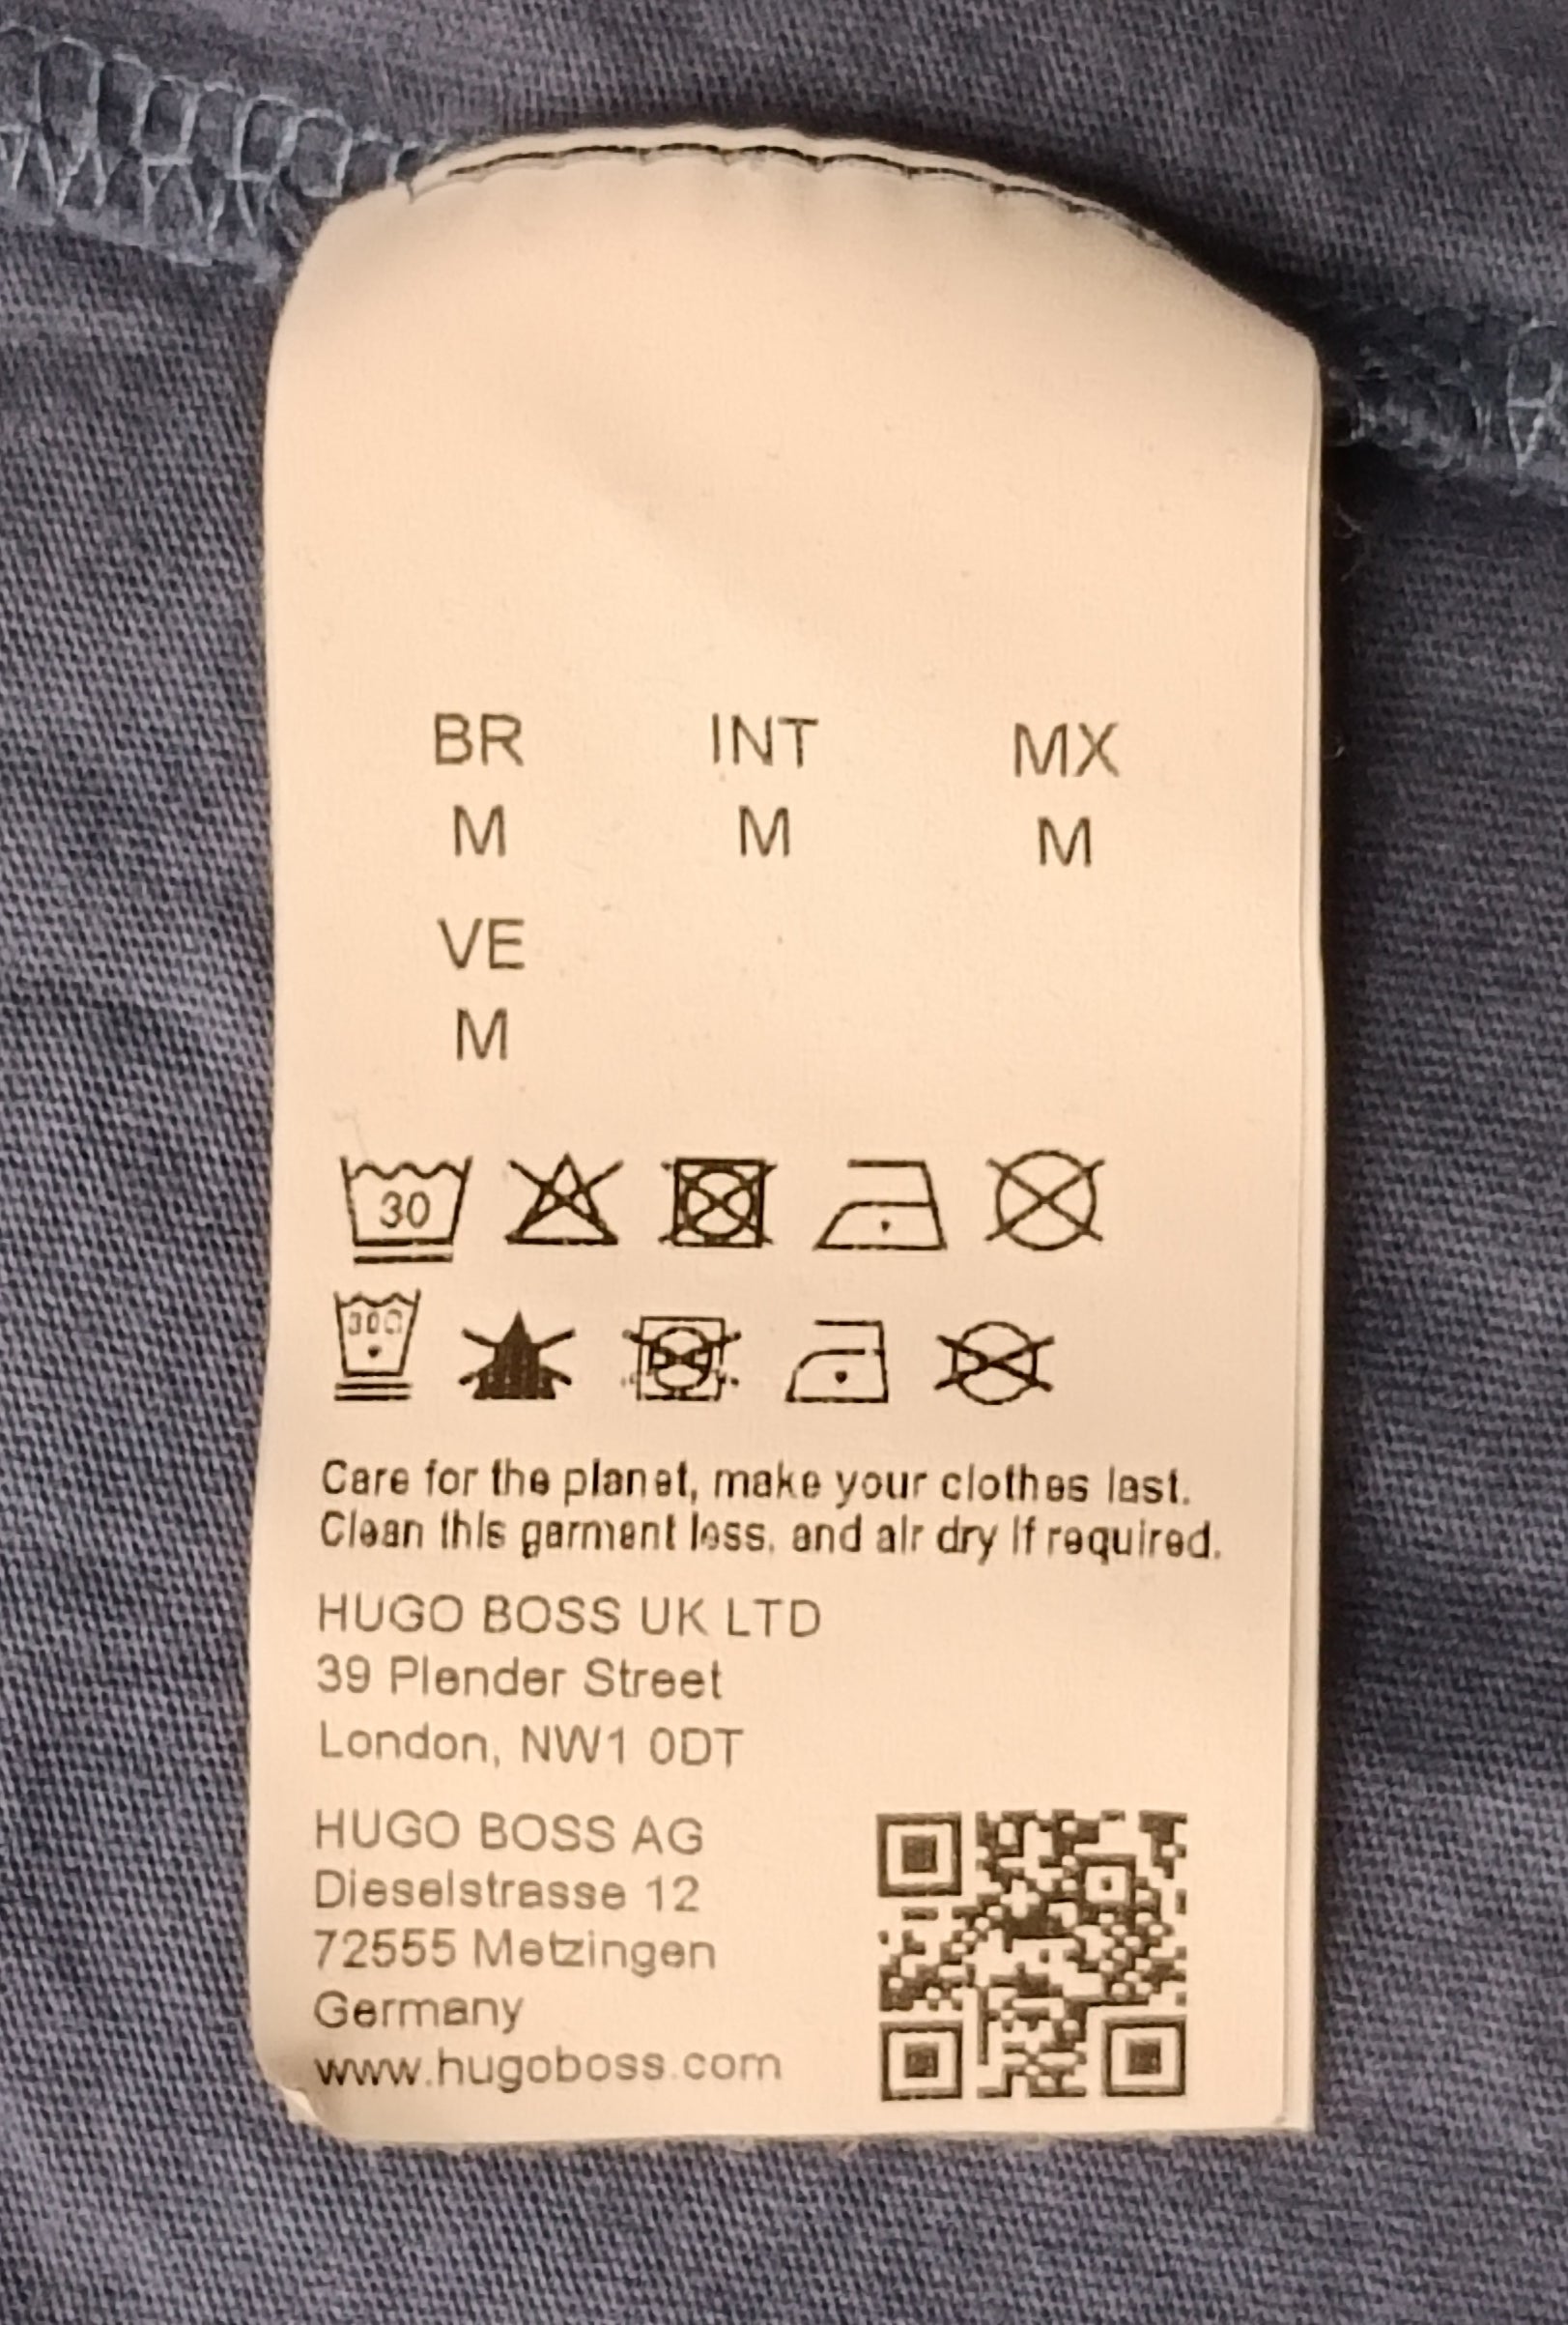 BR INT MX
M M M
VE
M
30
30C
Care for the planet, make your clothes last.
Clean this garment less, and air dry if required.
HUGO BOSS UK LTD
39 Plender Street
London, NW1 0DT
HUGO BOSS AG
Dieselstrasse 12
72555 Metzingen
Germany
www.hugoboss.com